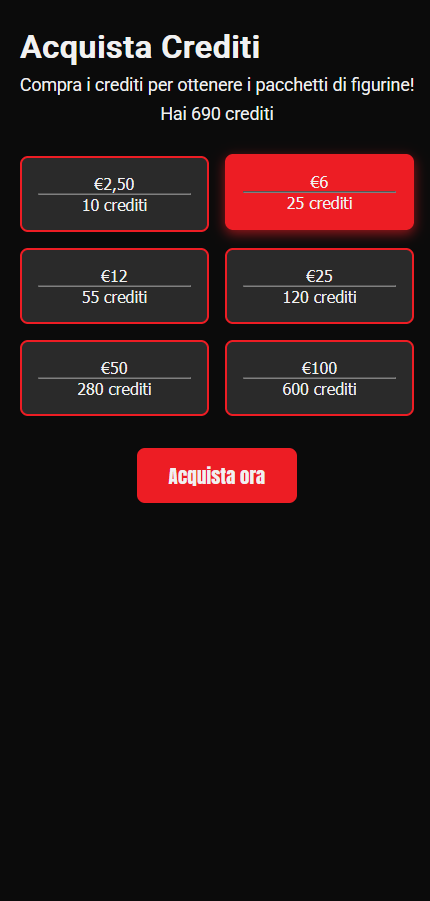 Acquista Crediti
Compra i crediti per ottenere i pacchetti di figurine!
Hai 690 crediti
€2,50
10 crediti
€6
25 crediti
€12
55 crediti
€25
120 crediti
€50
280 crediti
€100
600 crediti
Acquista ora